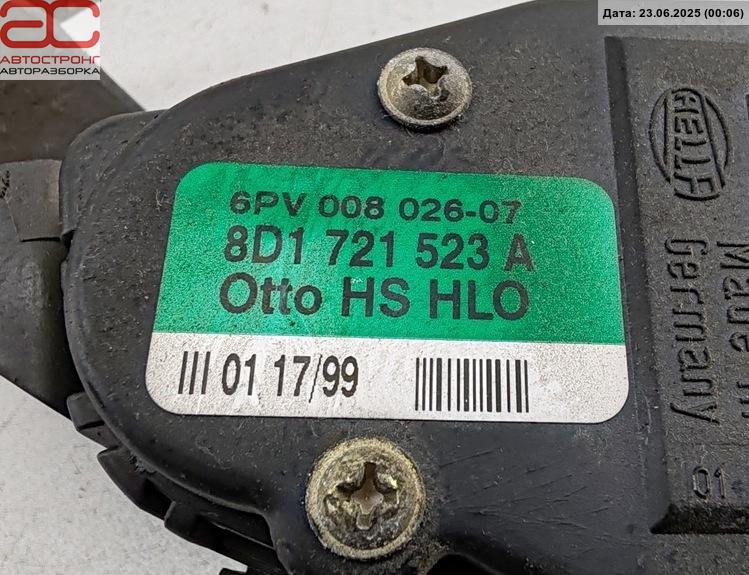 АС
АВТОСТРОНГ
АВТОРАЗБОРКА
Дата: 23.06.2025 (00:06)
6PV 008 026-07
8D1 721 523 A
Otto HS HLO
III 01 17/99
HELLA
Made in
Germany
01